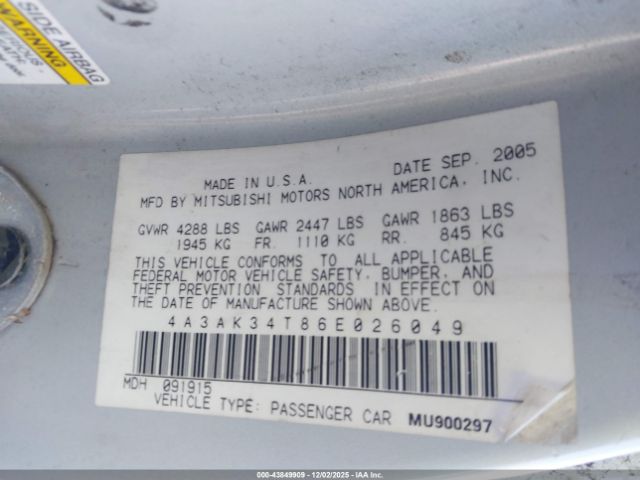 SIDE AIRBAG
WARNING
MADE IN U.S.A. DATE SEP. 2005
MFD BY MITSUBISHI MOTORS NORTH AMERICA, INC.
GVWR 4288 LBS GAWR 2447 LBS GAWR 1863 LBS
1945 KG FR. 1110 KG RR. 845 KG
THIS VEHICLE CONFORMS TO ALL APPLICABLE
FEDERAL MOTOR VEHICLE SAFETY, BUMPER, AND
THEFT PREVENTION STANDARDS IN EFFECT ON
THE DATE OF MANUFACTURE SHOWN ABOVE.
4A3AK34T86E026049
MDH 091915
VEHICLE TYPE: PASSENGER CAR MU900297
000-43849909 - 12/02/2025 - IAAI Inc.